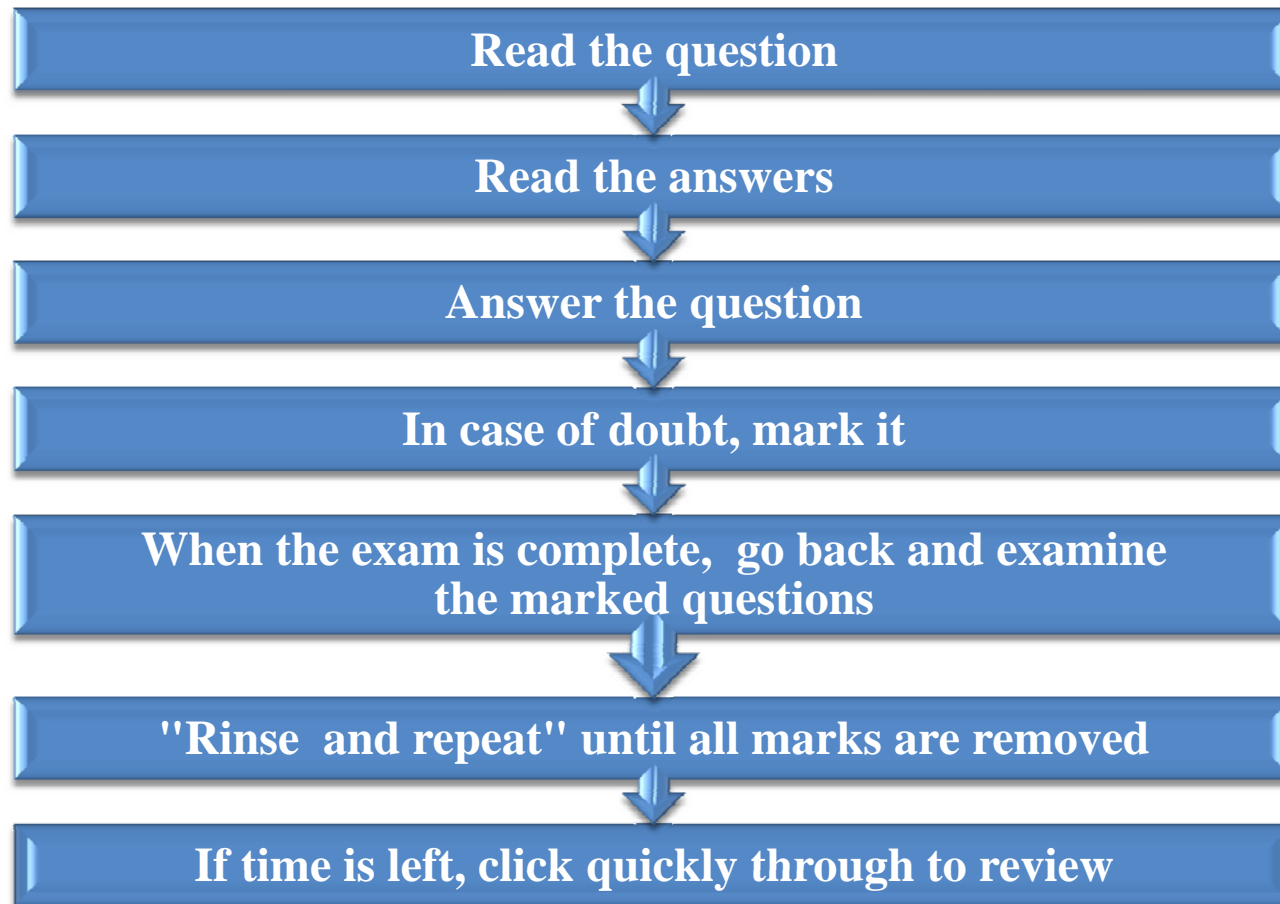 Read the question
Read the answers
Answer the question
In case of doubt, mark it
When the exam is complete,  go back and examine
the marked questions
"Rinse  and repeat" until all marks are removed
If time is left, click quickly through to review